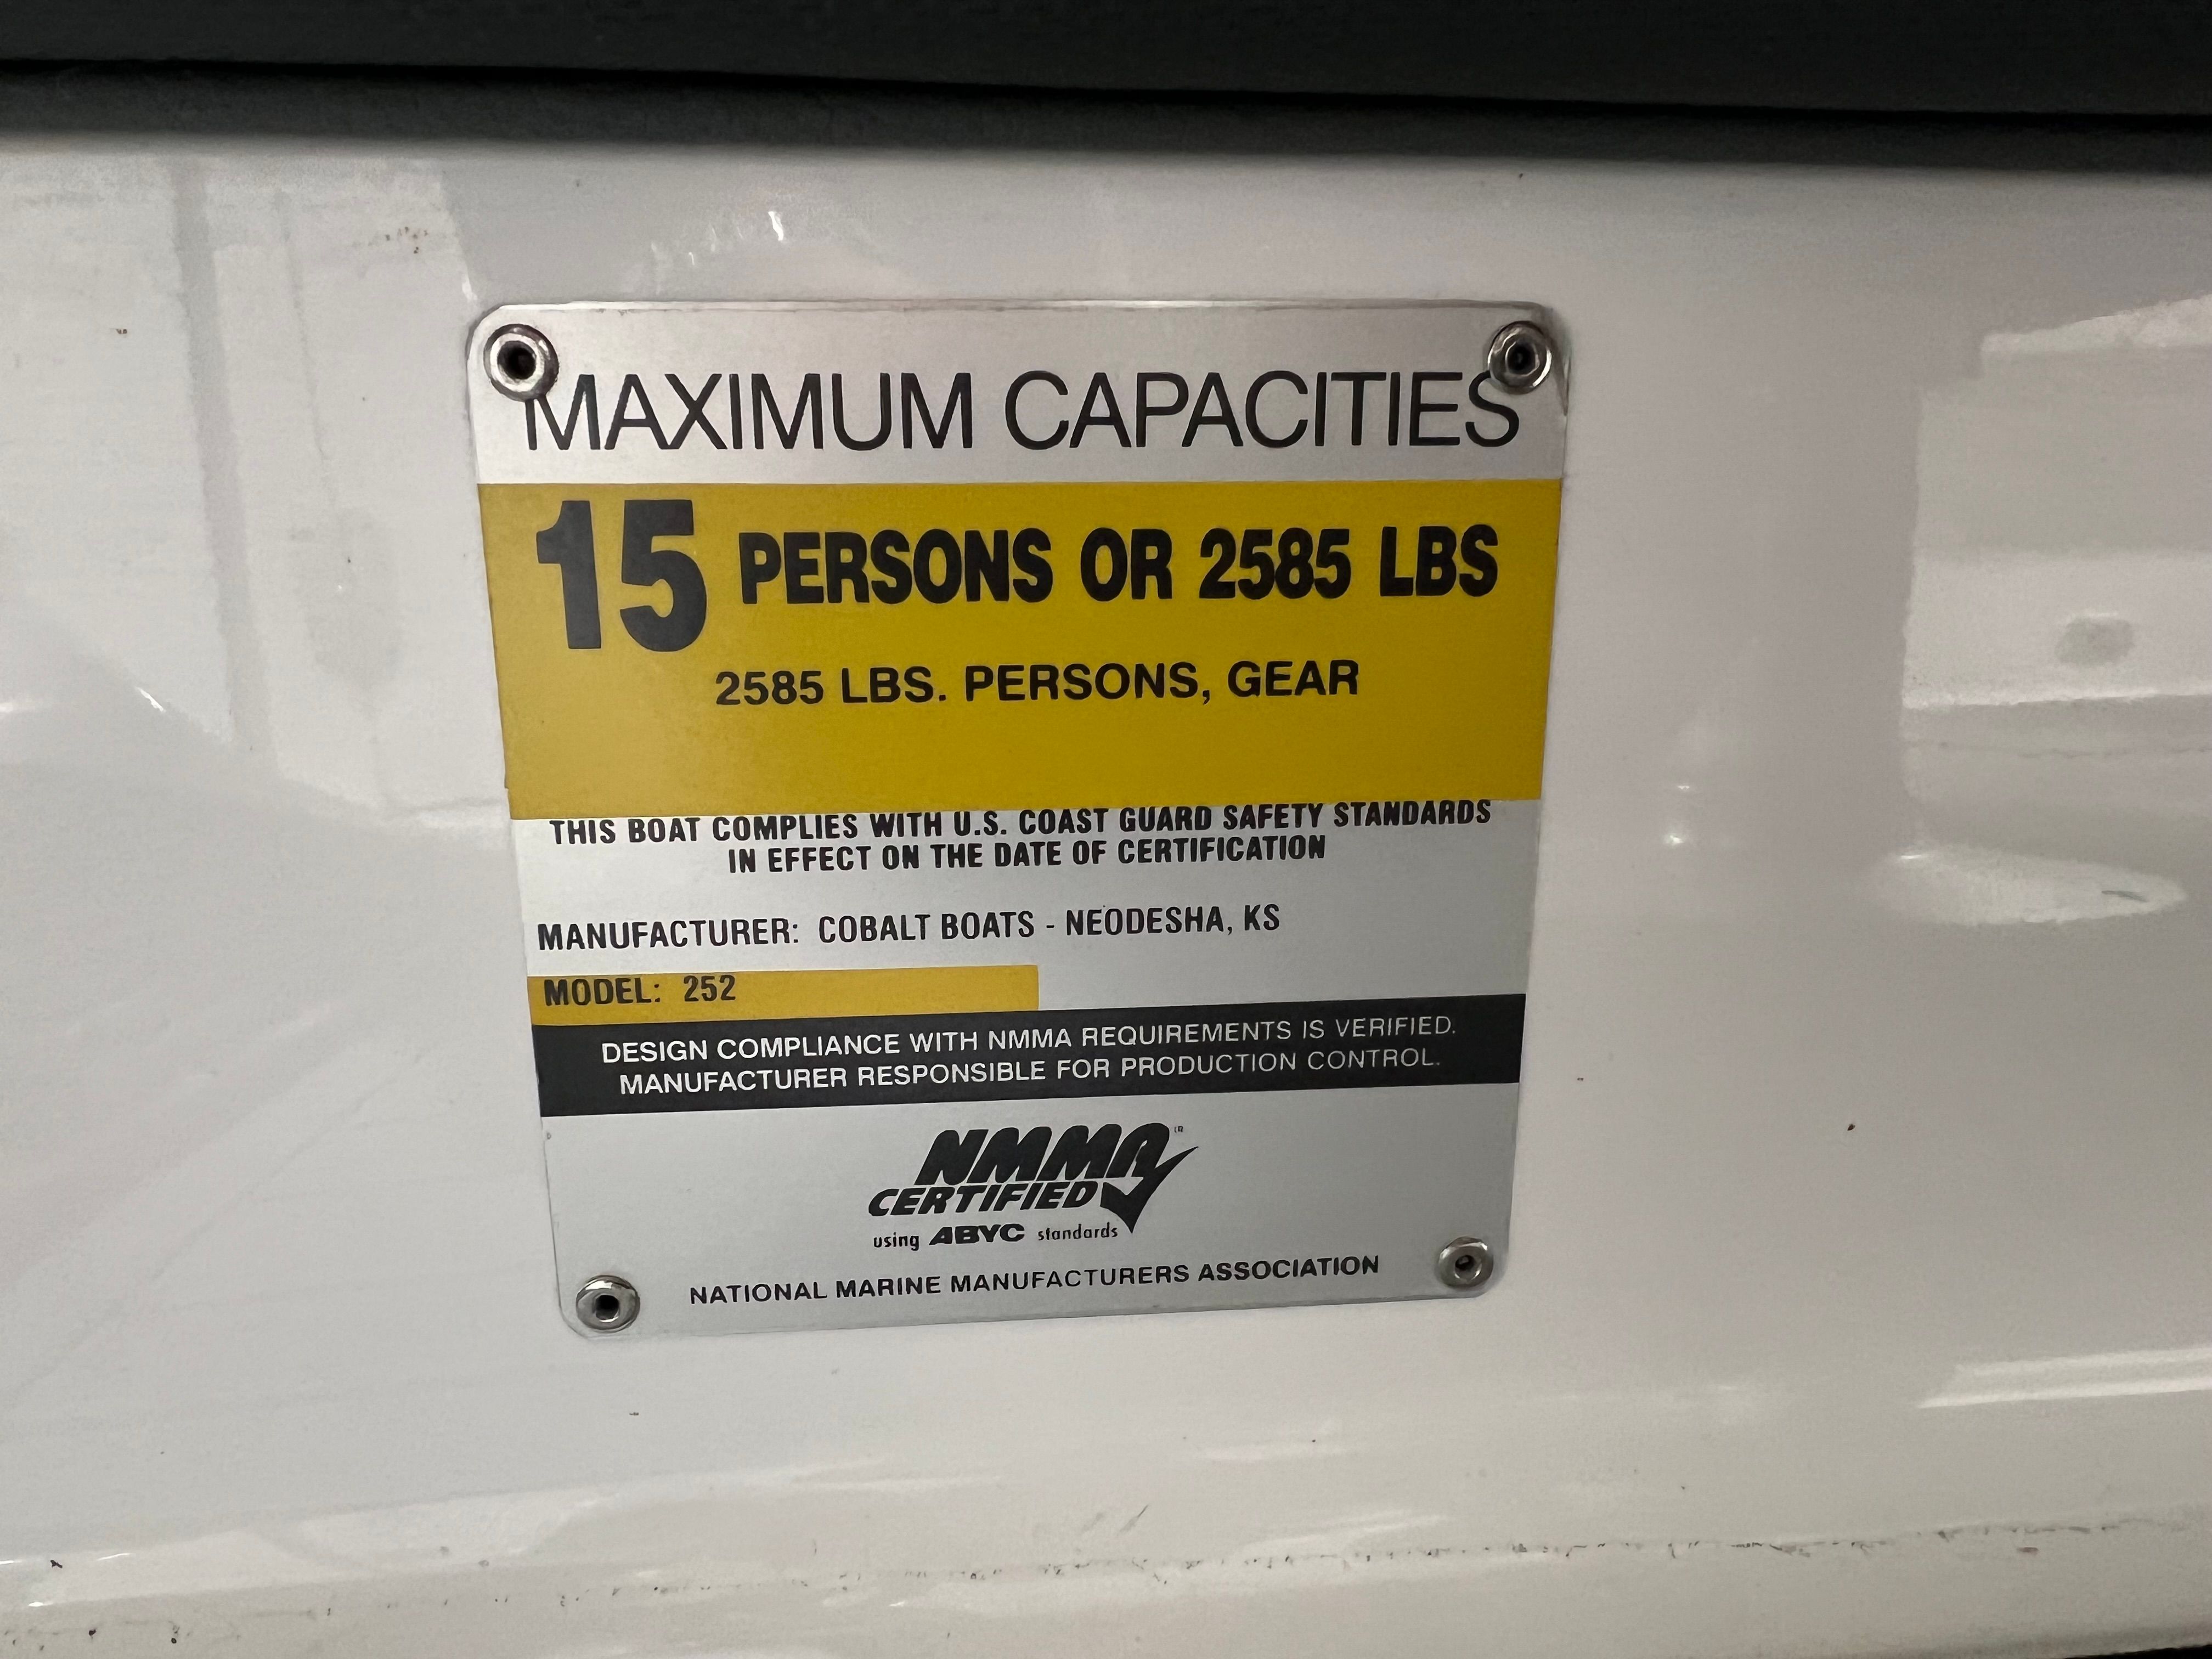 MAXIMUM CAPACITIES
15 PERSONS OR 2585 LBS
2585 LBS. PERSONS, GEAR
THIS BOAT COMPLIES WITH U.S. COAST GUARD SAFETY STANDARDS
IN EFFECT ON THE DATE OF CERTIFICATION
MANUFACTURER: COBALT BOATS - NEODESHA, KS
MODEL: 252
DESIGN COMPLIANCE WITH NMMA REQUIREMENTS IS VERIFIED.
MANUFACTURER RESPONSIBLE FOR PRODUCTION CONTROL.
NMMA®
CERTIFIED
using ABYC standards
NATIONAL MARINE MANUFACTURERS ASSOCIATION